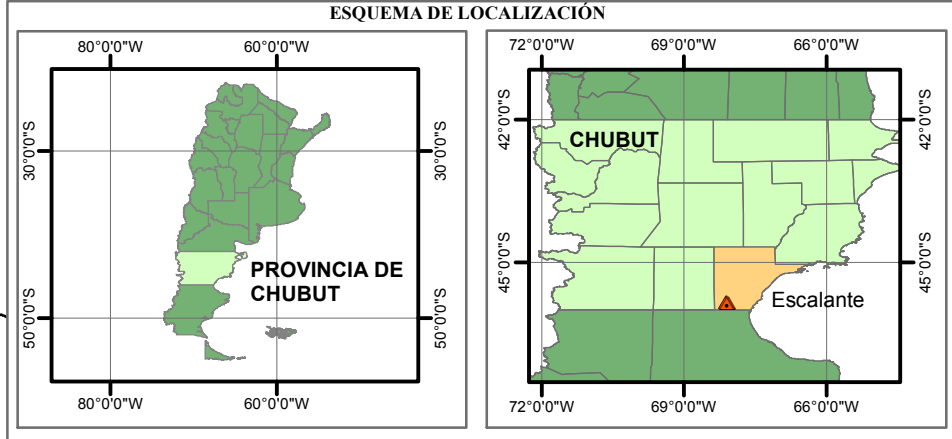 ESQUEMA DE LOCALIZACIÓN
80°0'0"W 60°0'0"W
30°0'0"S 30°0'0"S
PROVINCIA DE
CHUBUT
50°0'0"S 50°0'0"S
80°0'0"W 60°0'0"W
72°0'0"W 69°0'0"W 66°0'0"W
42°0'0"S 42°0'0"S
CHUBUT
45°0'0"S 45°0'0"S
Escalante
72°0'0"W 69°0'0"W 66°0'0"W